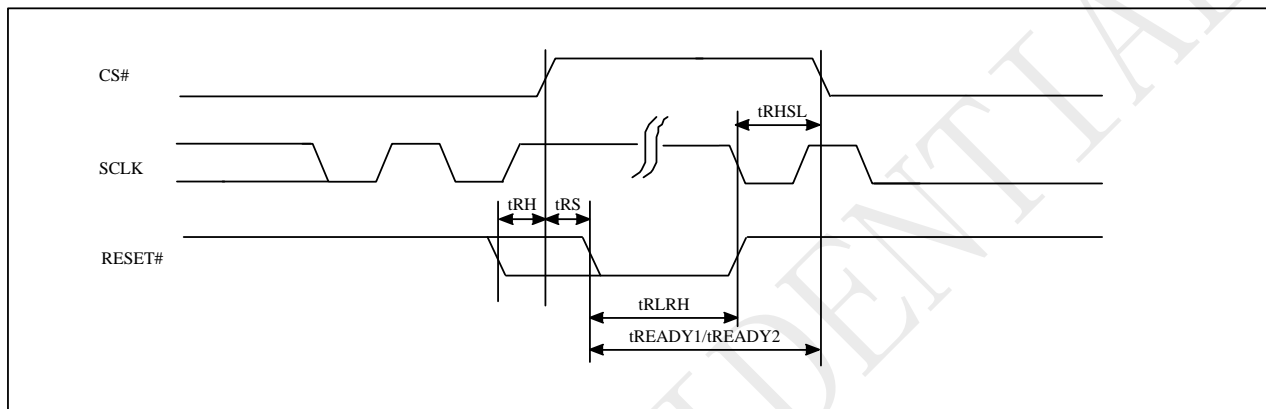 CS#
tRHSL
SCLK
tRH
tRS
RESET#
tRLRH
tREADY1/tREADY2